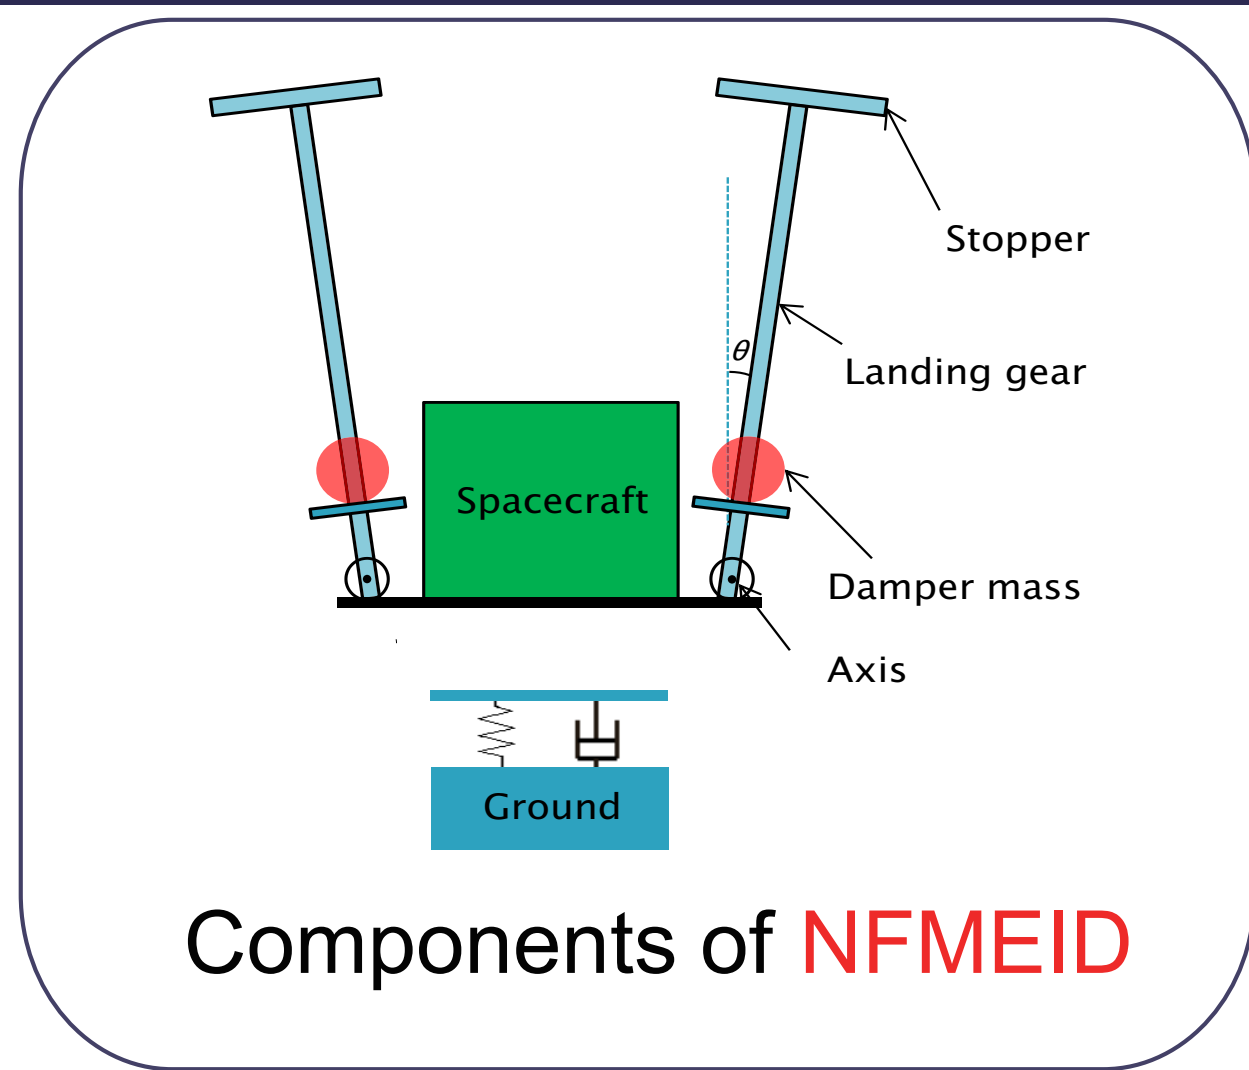 Stopper
θ
Landing gear
Spacecraft
Damper mass
Axis
Ground
Components of NFMEID